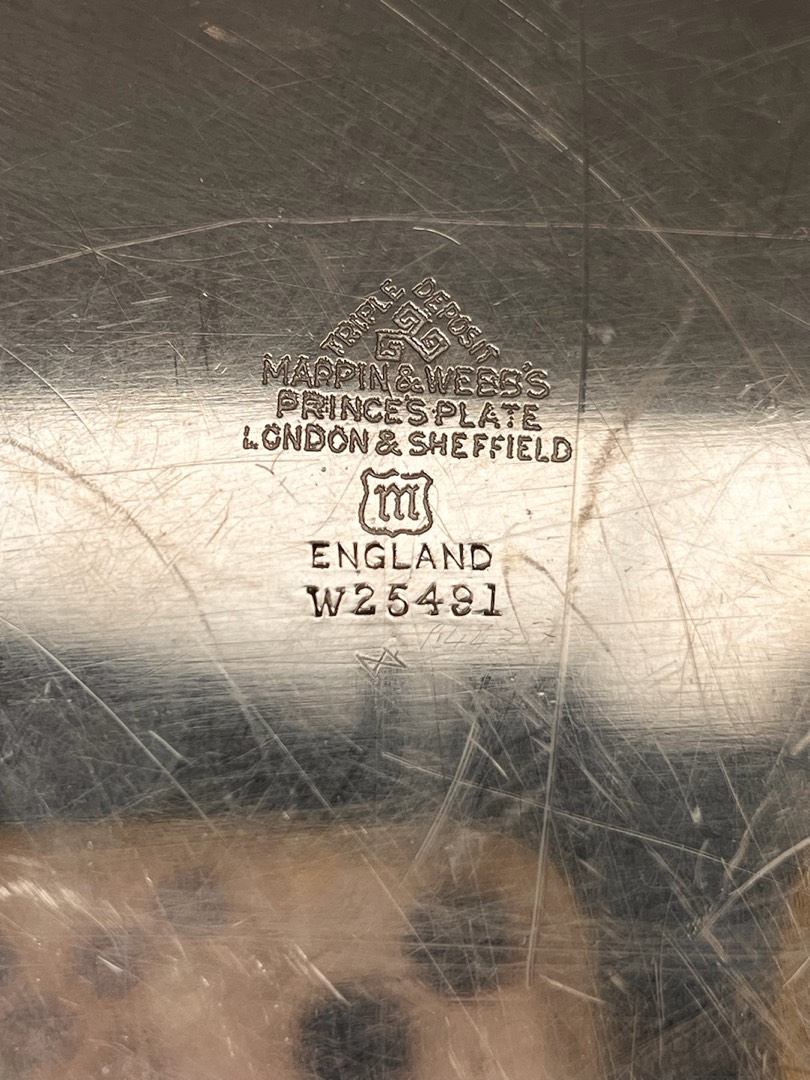 TRIPLE DEPOSIT
MAPPIN & WEBB'S
PRINCE'S PLATE
LONDON & SHEFFIELD
m
ENGLAND
W25491